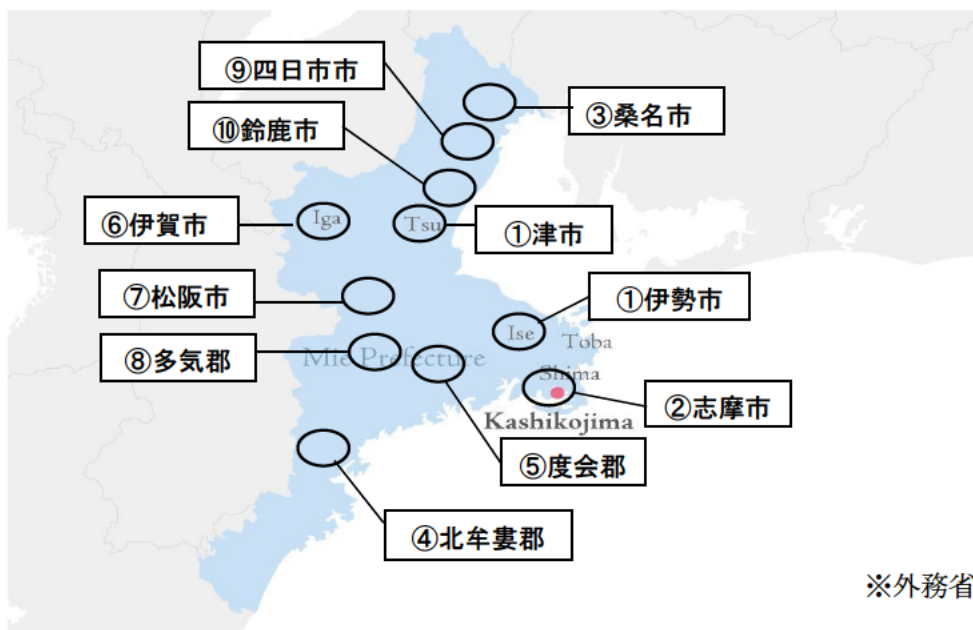 ⑨四日市市
③桑名市
⑩鈴鹿市
⑥伊賀市
Iga
Tsu
①津市
⑦松阪市
①伊勢市
Ise
Toba
⑧多気郡
Mie Prefecture
Shima
②志摩市
Kashikojima
⑤度会郡
④北牟婁郡
※外務省